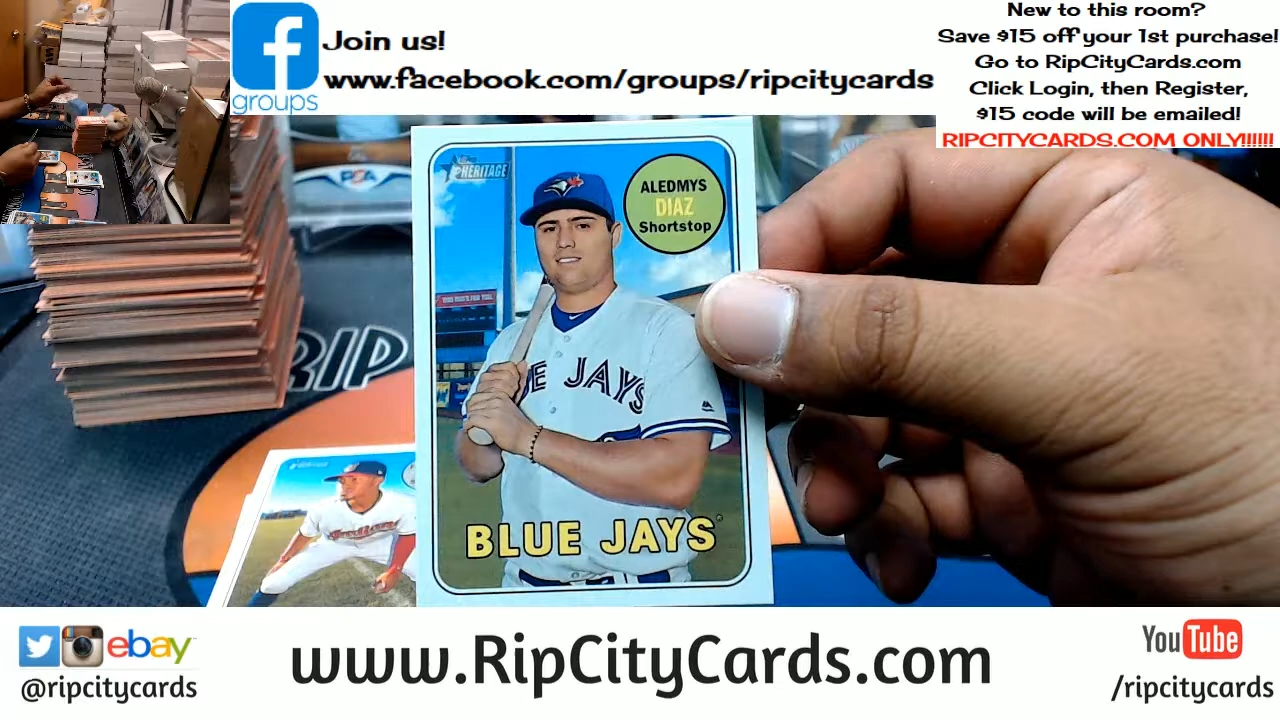 Join us!
www.facebook.com/groups/ripcitycards
groups
New to this room?
Save $15 off your 1st purchase!
Go to RipCityCards.com
Click Login, then Register,
$15 code will be emailed!
RIPCITYCARDS.COM ONLY!!!!!!
PSA
HERITAGE
ALEDMYS
DIAZ
Shortstop
RIP
E JAYS
BLUE JAYS
ebay
@ripcitycards
www.RipCityCards.com
YouTube
/ripcitycards